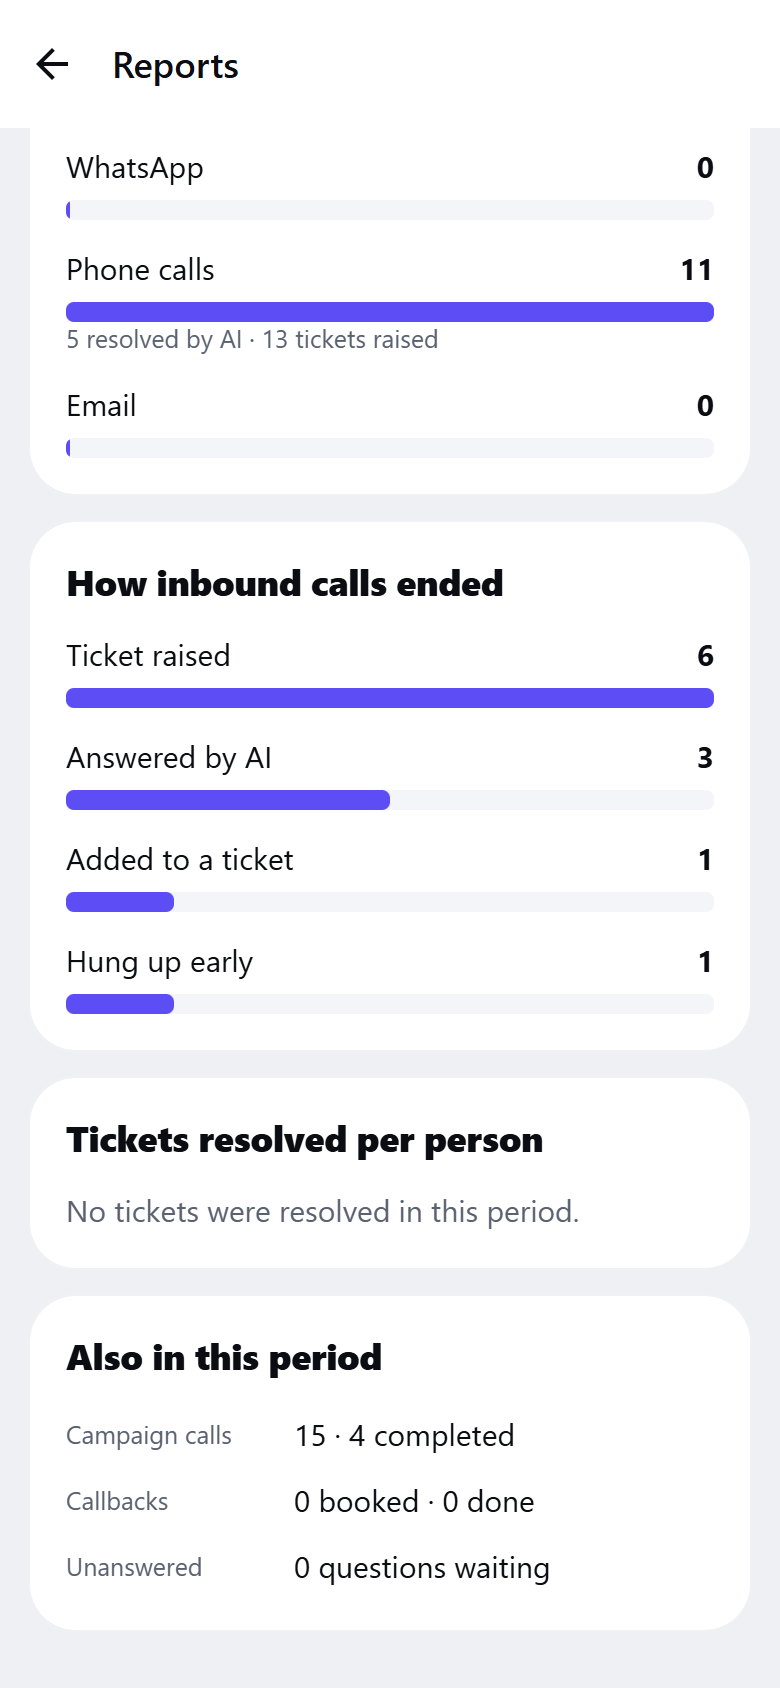 Reports
WhatsApp 0
Phone calls 11
5 resolved by AI · 13 tickets raised
Email 0
How inbound calls ended
Ticket raised 6
Answered by AI 3
Added to a ticket 1
Hung up early 1
Tickets resolved per person
No tickets were resolved in this period.
Also in this period
Campaign calls 15 · 4 completed
Callbacks 0 booked · 0 done
Unanswered 0 questions waiting